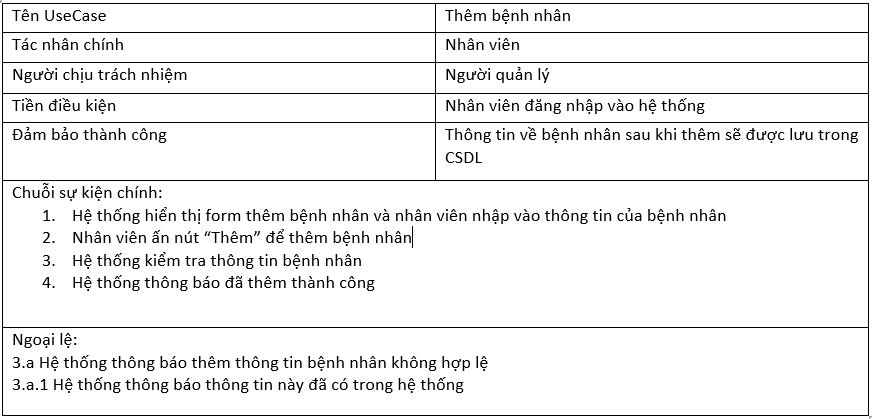 Tên UseCase Thêm bệnh nhân
Tác nhân chính Nhân viên
Người chịu trách nhiệm Người quản lý
Tiền điều kiện Nhân viên đăng nhập vào hệ thống
Đảm bảo thành công Thông tin về bệnh nhân sau khi thêm sẽ được lưu trong
CSDL
Chuỗi sự kiện chính:
1. Hệ thống hiển thị form thêm bệnh nhân và nhân viên nhập vào thông tin của bệnh nhân
2. Nhân viên ấn nút “Thêm” để thêm bệnh nhân
3. Hệ thống kiểm tra thông tin bệnh nhân
4. Hệ thống thông báo đã thêm thành công
Ngoại lệ:
3.a Hệ thống thông báo thêm thông tin bệnh nhân không hợp lệ
3.a.1 Hệ thống thông báo thông tin này đã có trong hệ thống